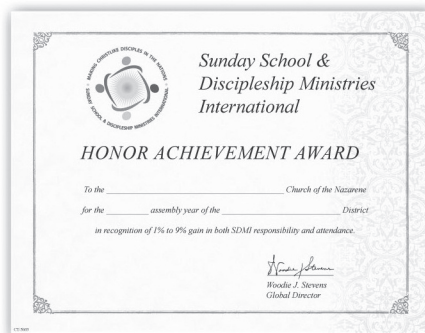 MAKING CHRISTLIKE DISCIPLES IN THE NATIONS
SUNDAY SCHOOL & DISCIPLESHIP MINISTRIES INTERNATIONAL
Sunday School &
Discipleship Ministries
International
HONOR ACHIEVEMENT AWARD
To the Church of the Nazarene
for the assembly year of the District
in recognition of 1% to 9% gain in both SDMI responsibility and attendance.
Woodie J. Stevens
Woodie J. Stevens
Global Director